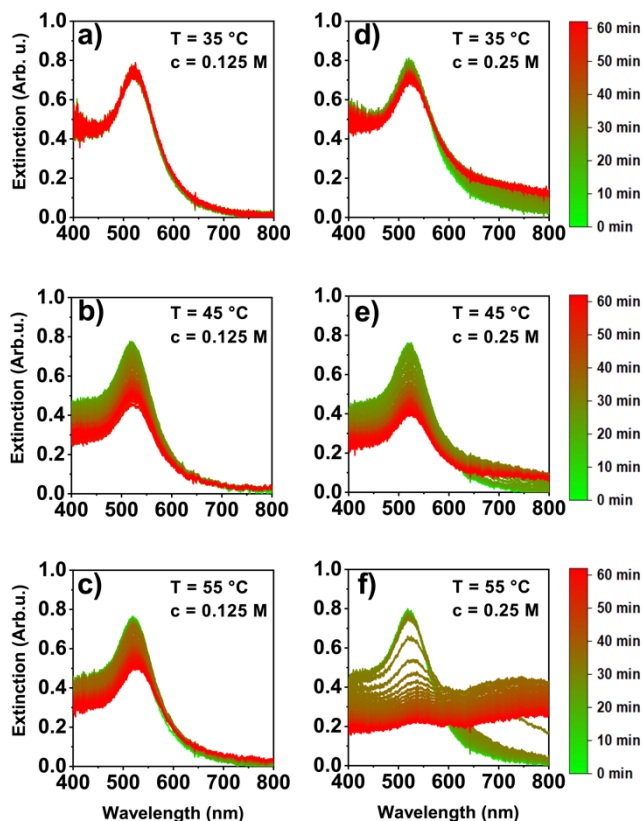 a)
T = 35 °C
c = 0.125 M
Extinction (Arb. u.)
1.0
0.8
0.6
0.4
0.2
0.0
400 500 600 700 800
d)
T = 35 °C
c = 0.25 M
1.0
0.8
0.6
0.4
0.2
0.0
400 500 600 700 800
60 min
50 min
40 min
30 min
20 min
10 min
0 min
b)
T = 45 °C
c = 0.125 M
Extinction (Arb.u.)
1.0
0.8
0.6
0.4
0.2
0.0
400 500 600 700 800
e)
T = 45 °C
c = 0.25 M
1.0
0.8
0.6
0.4
0.2
0.0
400 500 600 700 800
60 min
50 min
40 min
30 min
20 min
10 min
0 min
c)
T = 55 °C
c = 0.125 M
Extinction (Arb.u.)
1.0
0.8
0.6
0.4
0.2
0.0
400 500 600 700 800
Wavelength (nm)
f)
T = 55 °C
c = 0.25 M
1.0
0.8
0.6
0.4
0.2
0.0
400 500 600 700 800
Wavelength (nm)
60 min
50 min
40 min
30 min
20 min
10 min
0 min